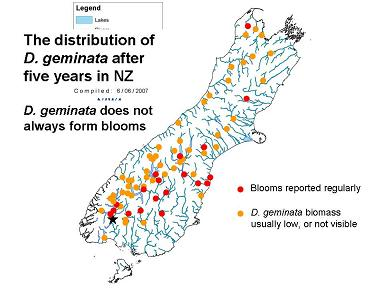 Legend
Lakes
The distribution of
D. geminata after
five years in NZ
Compiled: 6/06/2007
D. geminata does not
always form blooms
Blooms reported regularly
D. geminata biomass
usually low, or not visible